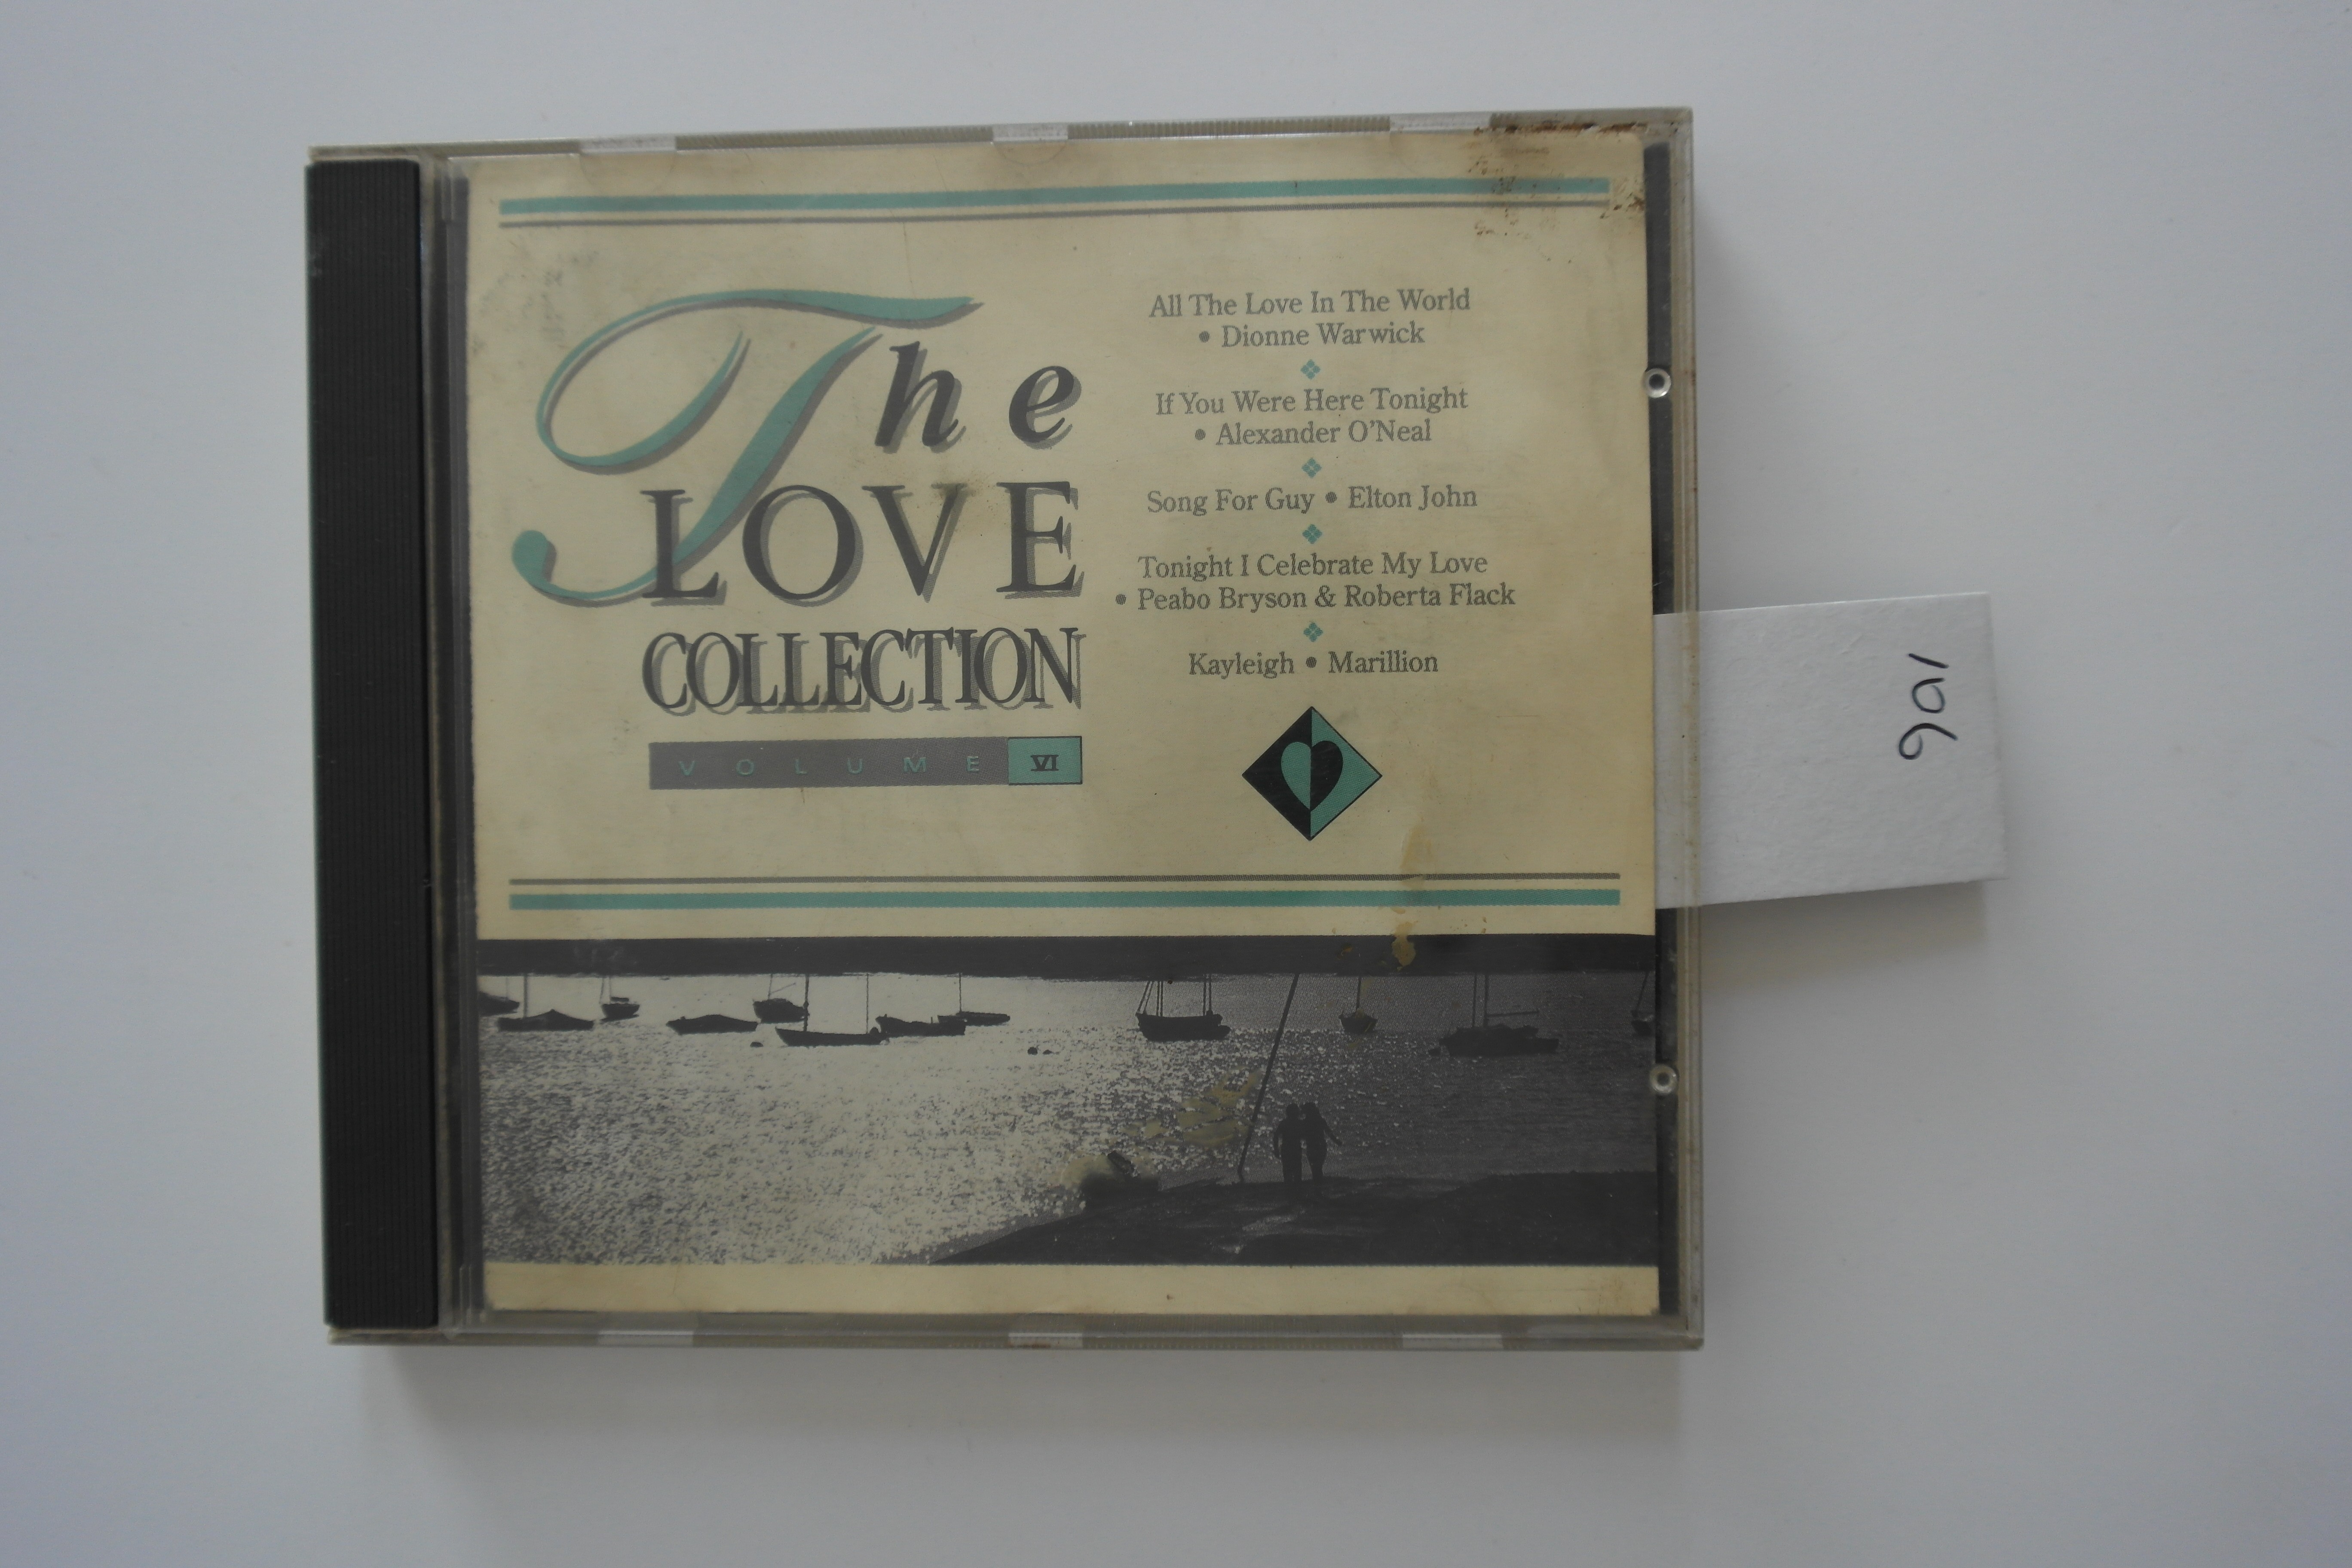 The
LOVE
COLLECTION
VOLUME VI
All The Love In The World
• Dionne Warwick
If You Were Here Tonight
• Alexander O'Neal
Song For Guy • Elton John
Tonight I Celebrate My Love
• Peabo Bryson & Roberta Flack
Kayleigh • Marillion
106